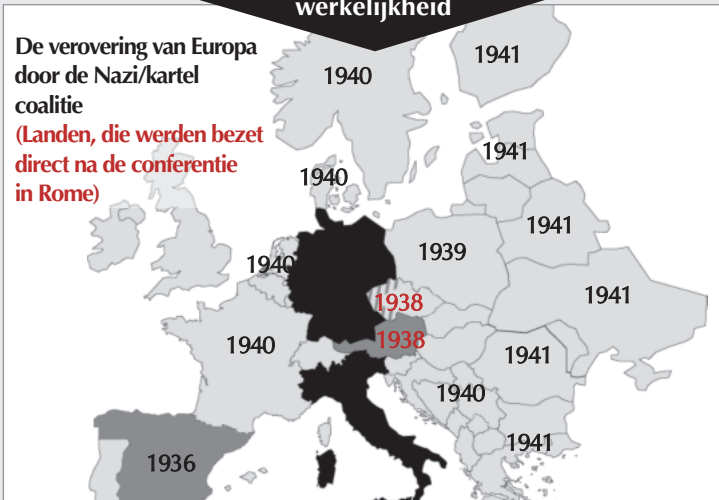 werkelijkheid
De verovering van Europa
door de Nazi/kartel
coalitie
(Landen, die werden bezet
direct na de conferentie
in Rome)
1940
1941
1941
1940
1941
1939
1940
1941
1938
1938
1940
1941
1940
1941
1936